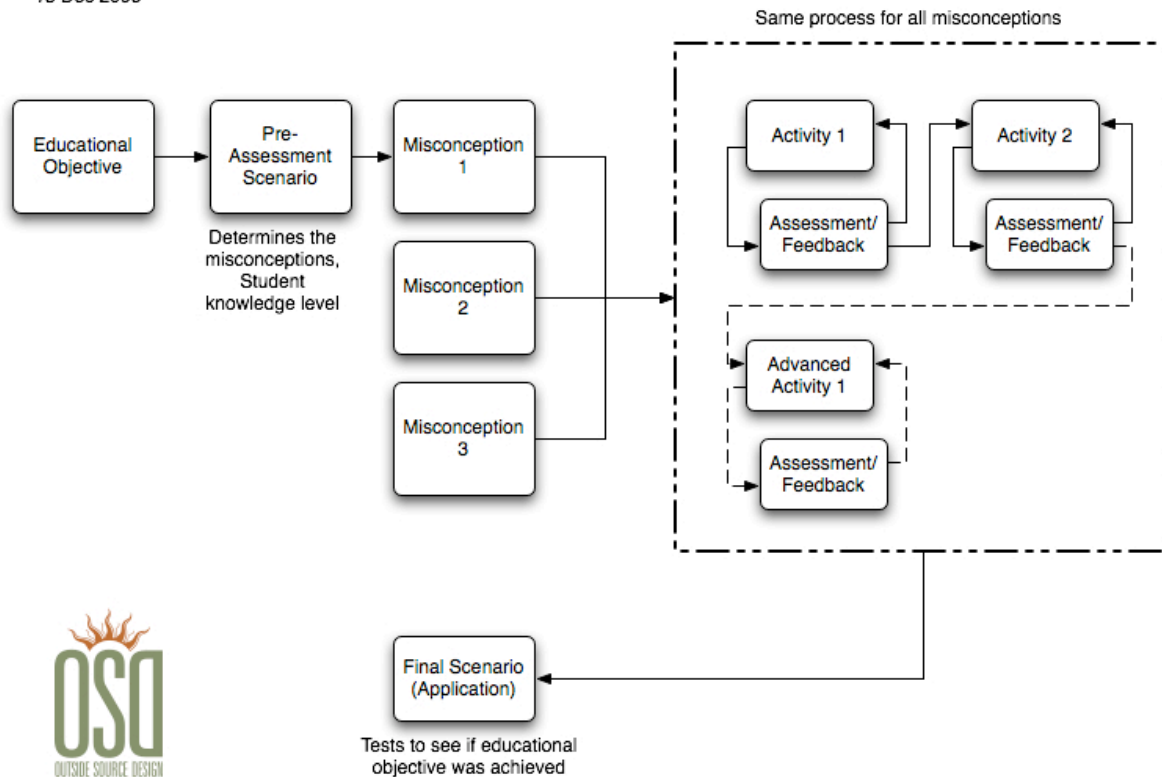 Same process for all misconceptions
Educational
Objective
Pre-
Assessment
Scenario
Determines the
misconceptions,
Student
knowledge level
Misconception
1
Misconception
2
Misconception
3
Activity 1
Assessment/
Feedback
Activity 2
Assessment/
Feedback
Advanced
Activity 1
Assessment/
Feedback
Final Scenario
(Application)
Tests to see if educational
objective was achieved
OSD
OUTSIDE SOURCE DESIGN